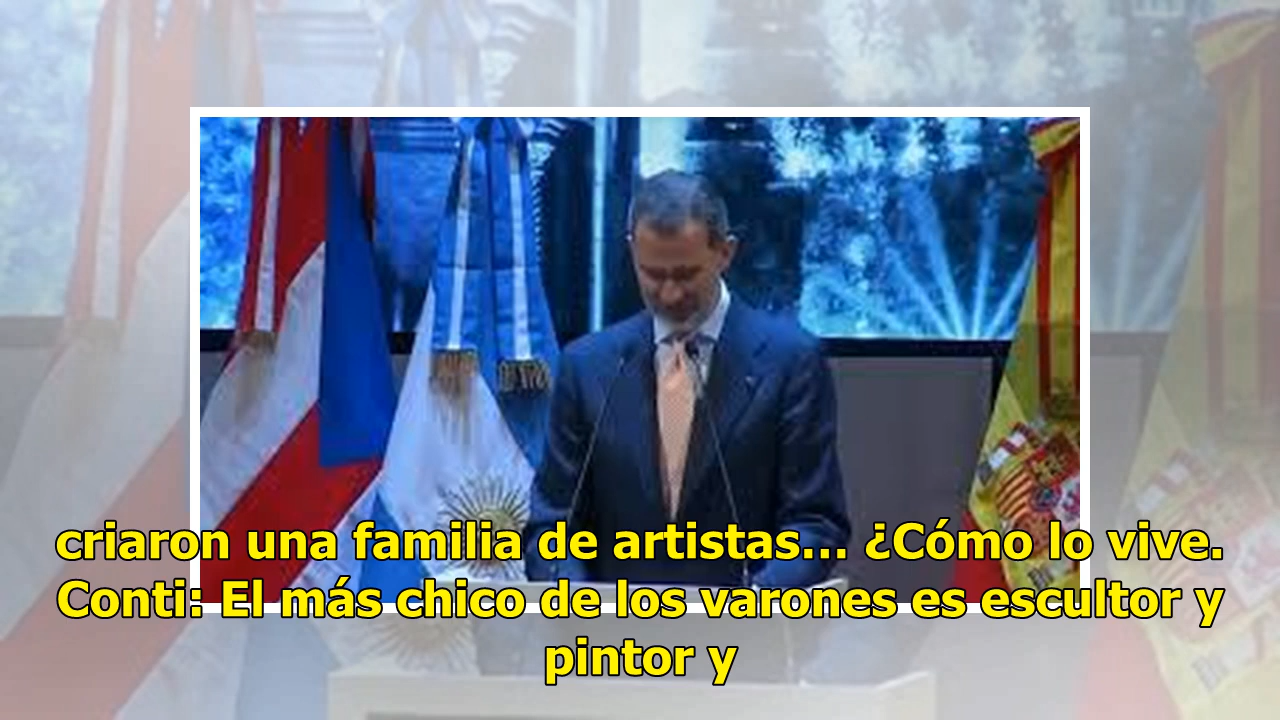 criaron una familia de artistas... ¿Cómo lo vive.
Conti: El más chico de los varones es escultor y
pintor y